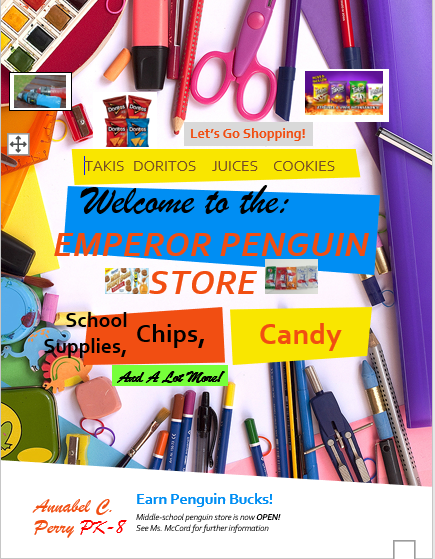 Let's Go Shopping!
TAKIS DORITOS JUICES COOKIES
Welcome to the:
EMPEROR PENGUIN
STORE
School
Supplies,
Chips,
Candy
And A Lot More!
Annabel C.
Perry PK-8
Earn Penguin Bucks!
Middle-school penguin store is now OPEN!
See Ms. McCord for further information